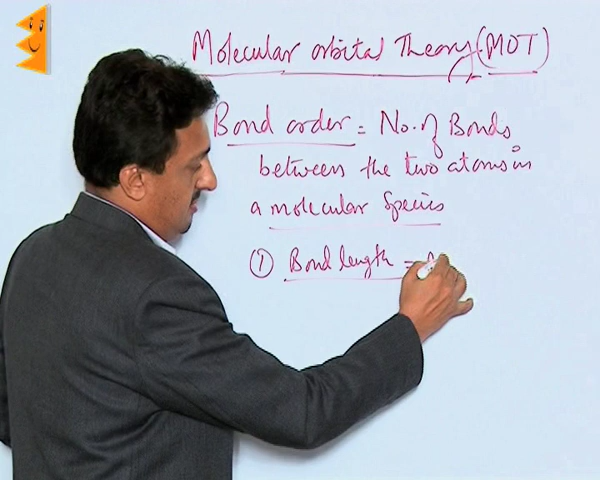 Molecular orbital Theory (MOT)
Bond order = No. of Bonds
between the two atoms in
a molecular Species
① Bond length =